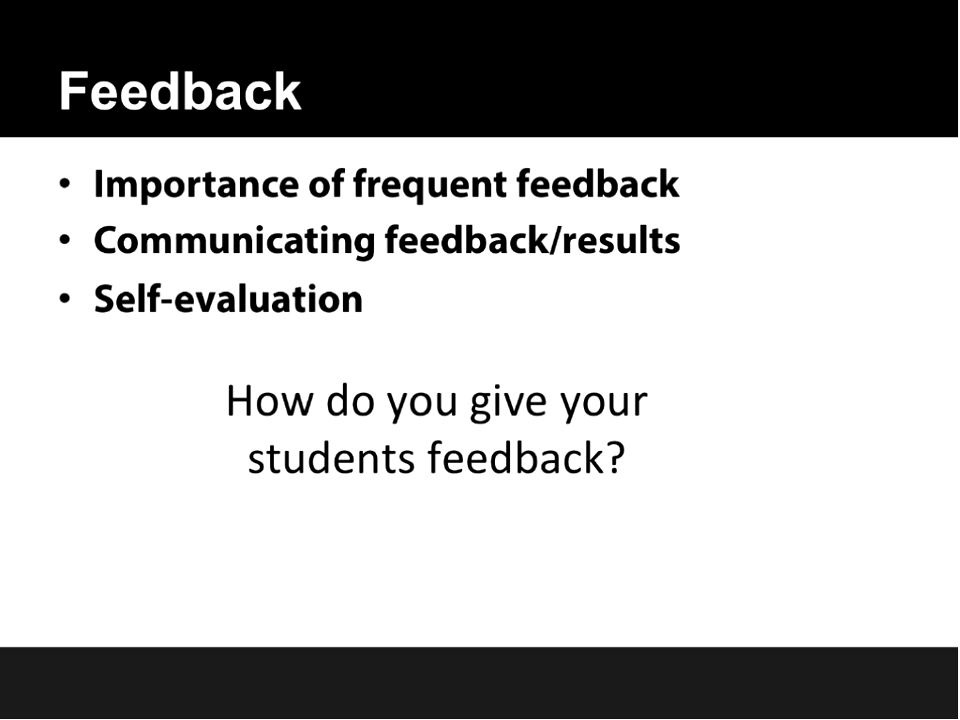 Feedback
• Importance of frequent feedback
• Communicating feedback/results
• Self-evaluation
How do you give your
students feedback?